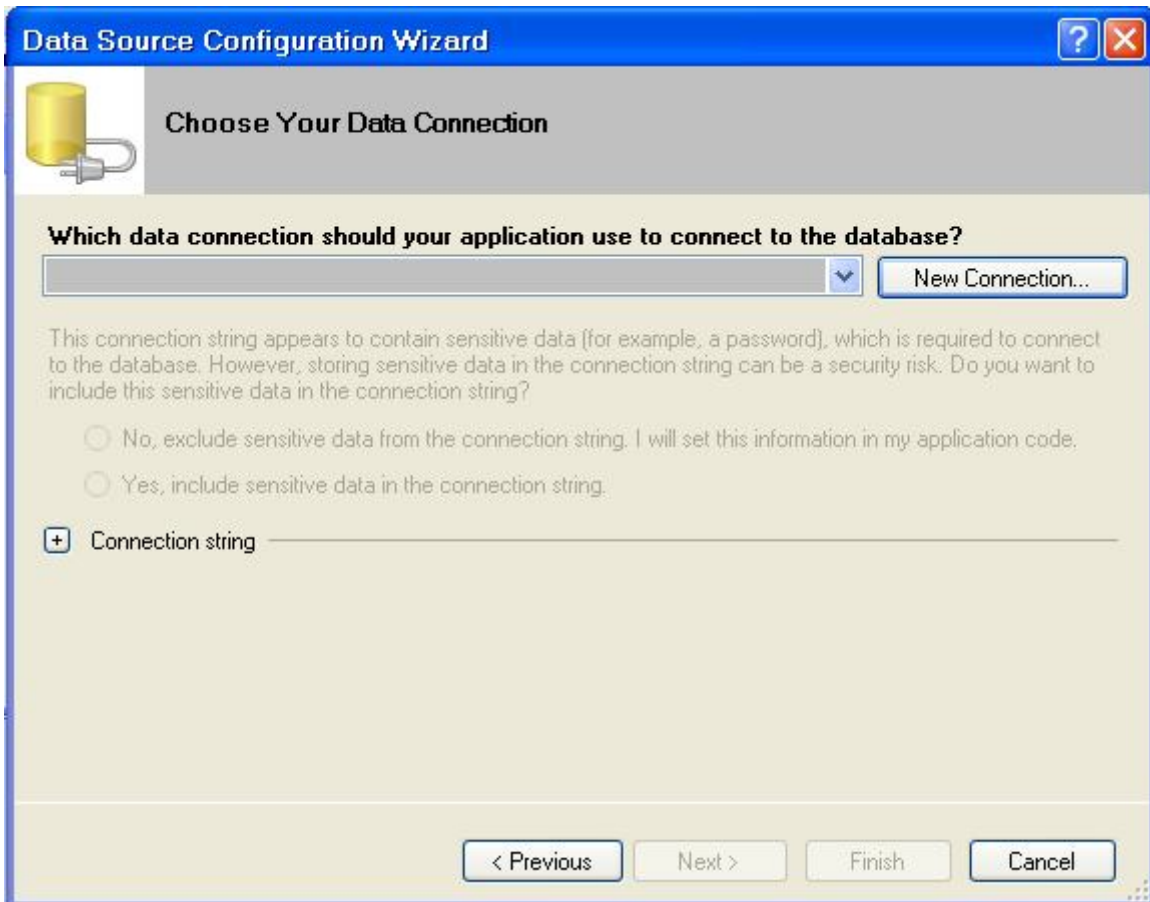 Data Source Configuration Wizard
?
Choose Your Data Connection
Which data connection should your application use to connect to the database?
New Connection...
This connection string appears to contain sensitive data (for example, a password), which is required to connect
to the database. However, storing sensitive data in the connection string can be a security risk. Do you want to
include this sensitive data in the connection string?
No, exclude sensitive data from the connection string. I will set this information in my application code.
Yes, include sensitive data in the connection string.
+ Connection string
< Previous
Next >
Finish
Cancel